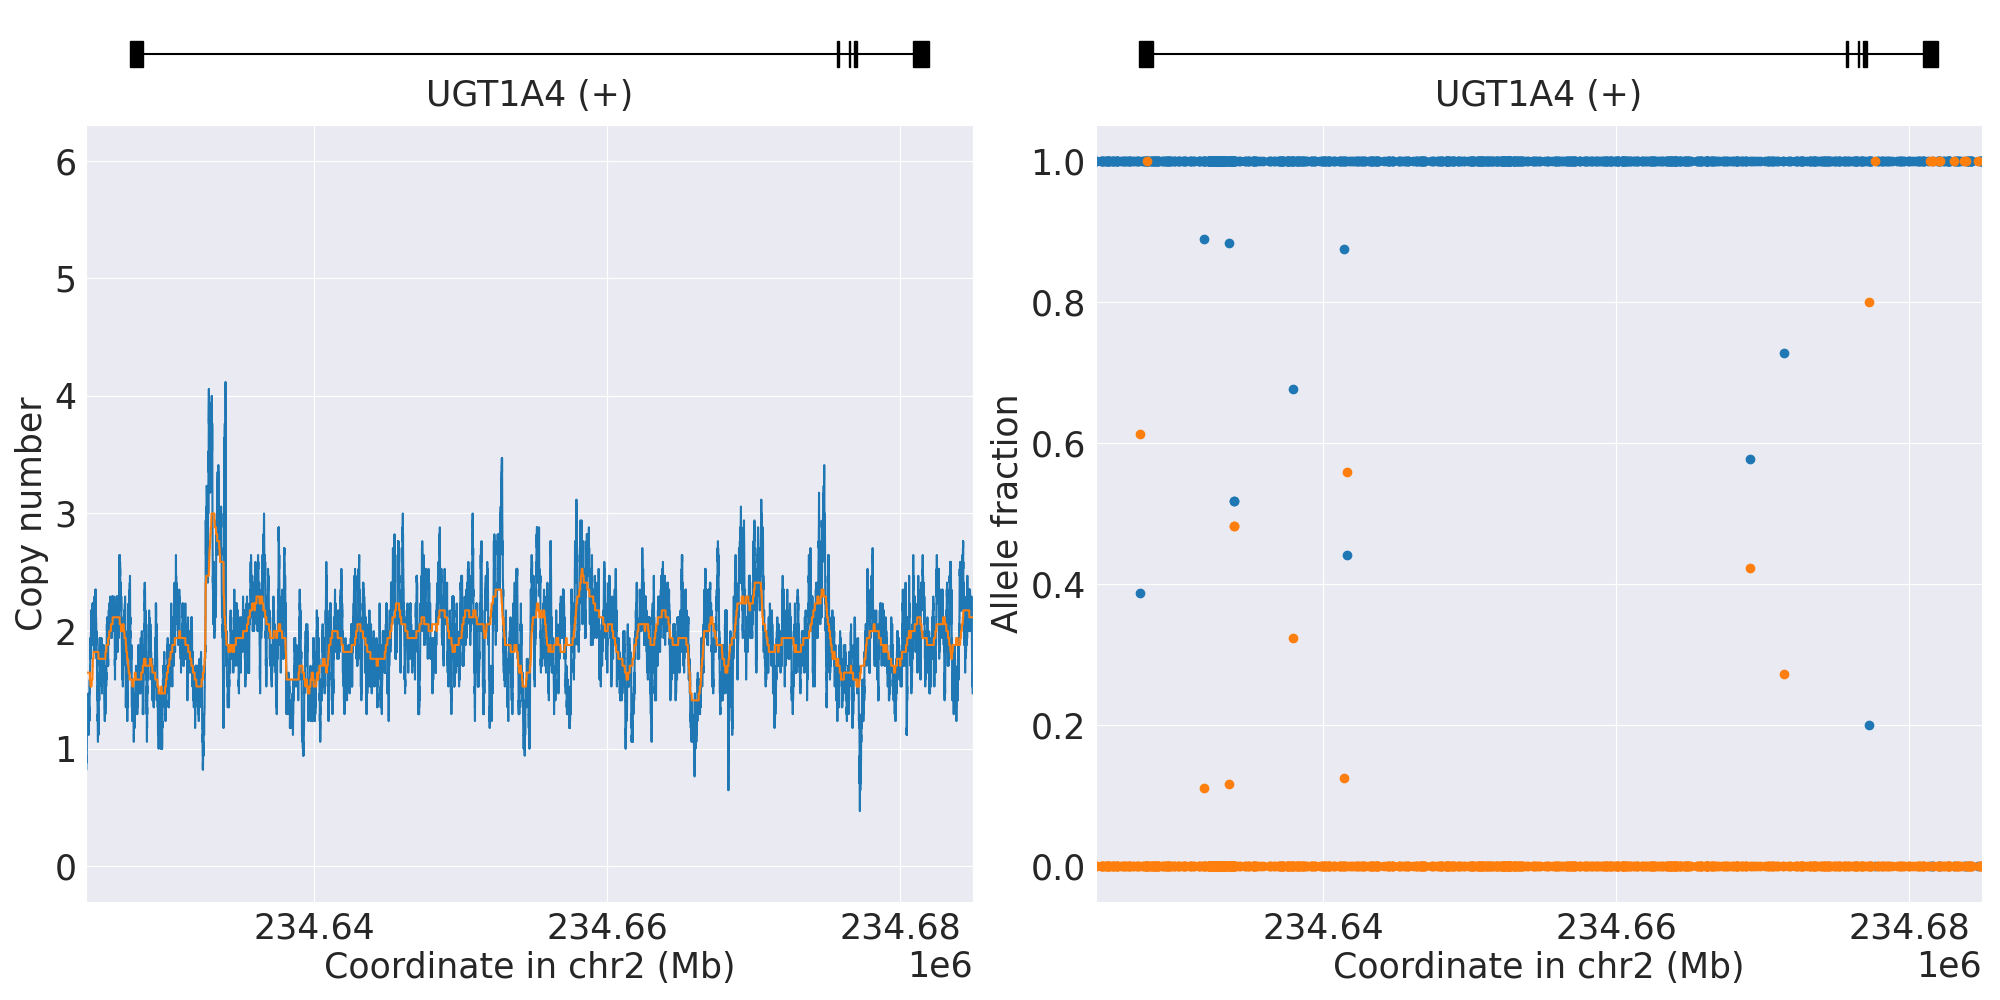 UGT1A4 (+)
6
5
4
3
2
1
0
Copy number
234.64
234.66
234.68
Coordinate in chr2 (Mb)
1e6
UGT1A4 (+)
1.0
0.8
0.6
0.4
0.2
0.0
Allele fraction
234.64
234.66
234.68
Coordinate in chr2 (Mb)
1e6